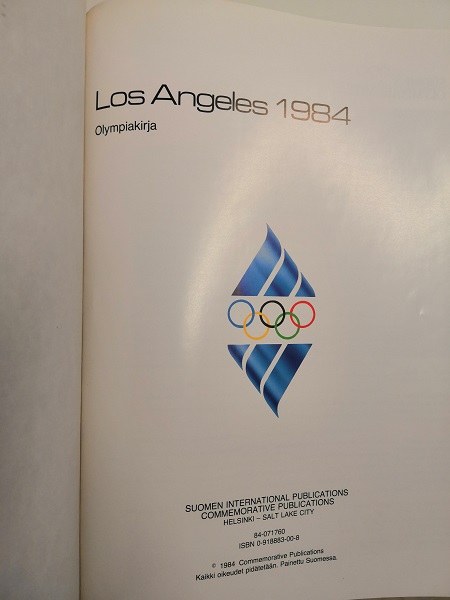 Los Angeles 1984
Olympiakirja
SUOMEN INTERNATIONAL PUBLICATIONS
COMMEMORATIVE PUBLICATIONS
HELSINKI – SALT LAKE CITY
84-071760
ISBN 0-918883-00-8
© 1984 Commemorative Publications
Kaikki oikeudet pidätetään. Painettu Suomessa.